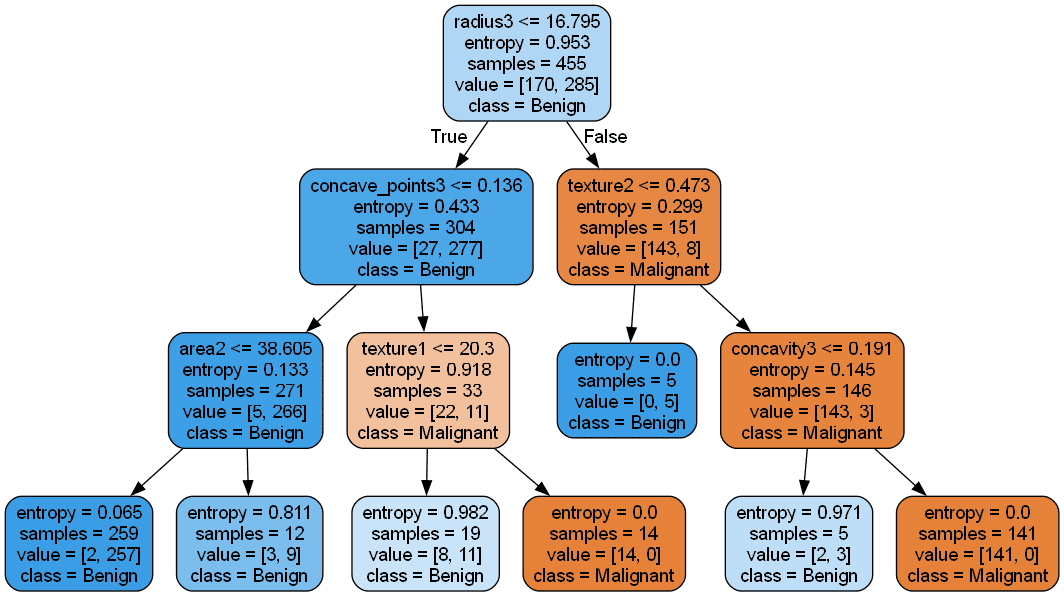 radius3 <= 16.795
entropy = 0.953
samples = 455
value = [170, 285]
class = Benign
True
False
concave_points3 <= 0.136
entropy = 0.433
samples = 304
value = [27, 277]
class = Benign
texture2 <= 0.473
entropy = 0.299
samples = 151
value = [143, 8]
class = Malignant
area2 <= 38.605
entropy = 0.133
samples = 271
value = [5, 266]
class = Benign
texture1 <= 20.3
entropy = 0.918
samples = 33
value = [22, 11]
class = Malignant
entropy = 0.0
samples = 5
value = [0, 5]
class = Benign
concavity3 <= 0.191
entropy = 0.145
samples = 146
value = [143, 3]
class = Malignant
entropy = 0.065
samples = 259
value = [2, 257]
class = Benign
entropy = 0.811
samples = 12
value = [3, 9]
class = Benign
entropy = 0.982
samples = 19
value = [8, 11]
class = Benign
entropy = 0.0
samples = 14
value = [14, 0]
class = Malignant
entropy = 0.971
samples = 5
value = [2, 3]
class = Benign
entropy = 0.0
samples = 141
value = [141, 0]
class = Malignant